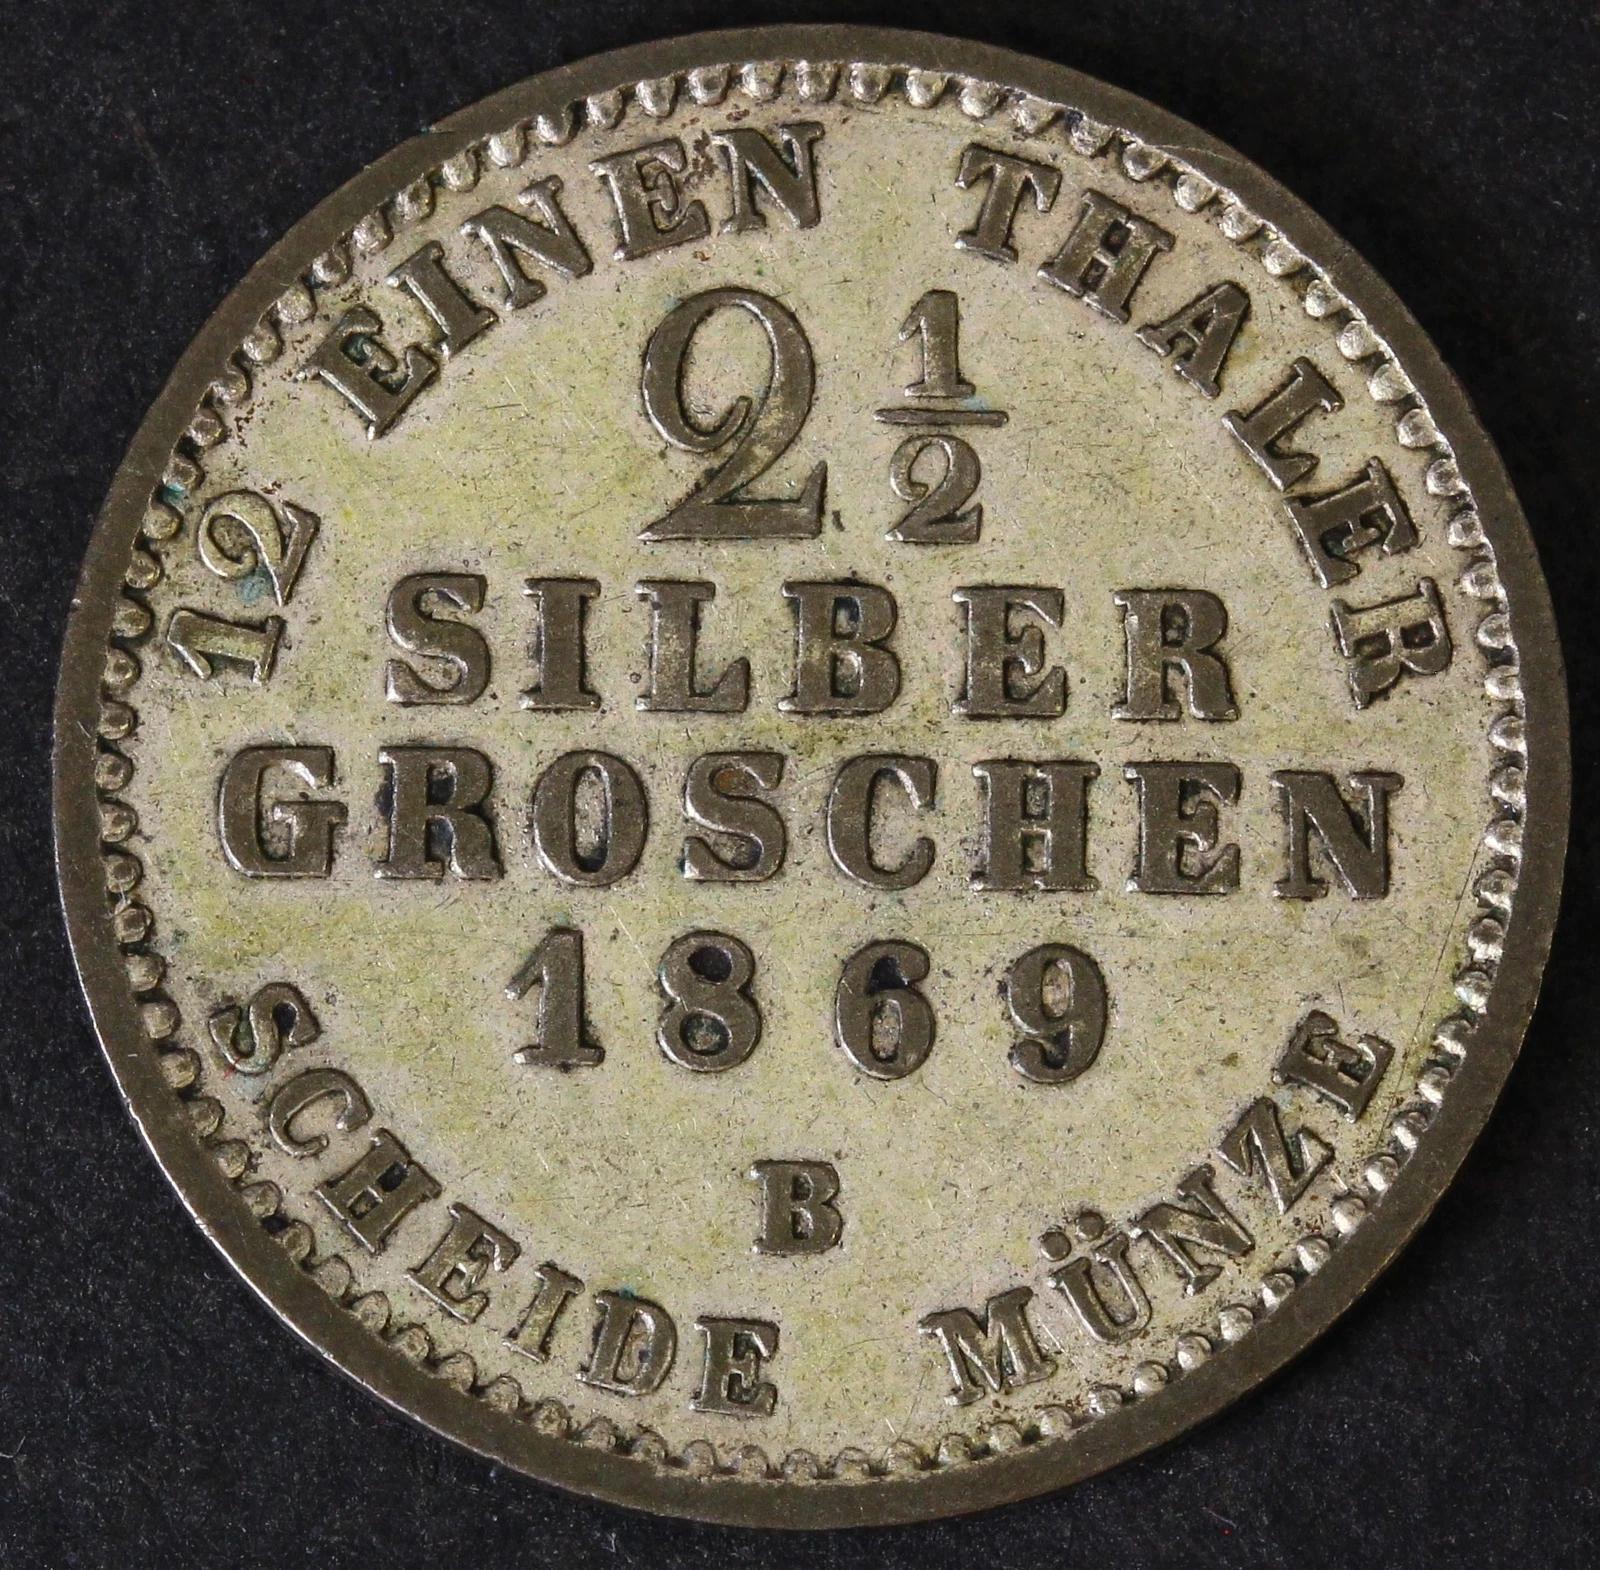 12 EINEN THALER
2 1/2
SILBER
GROSCHEN
1869
B
SCHEIDE MÜNZE